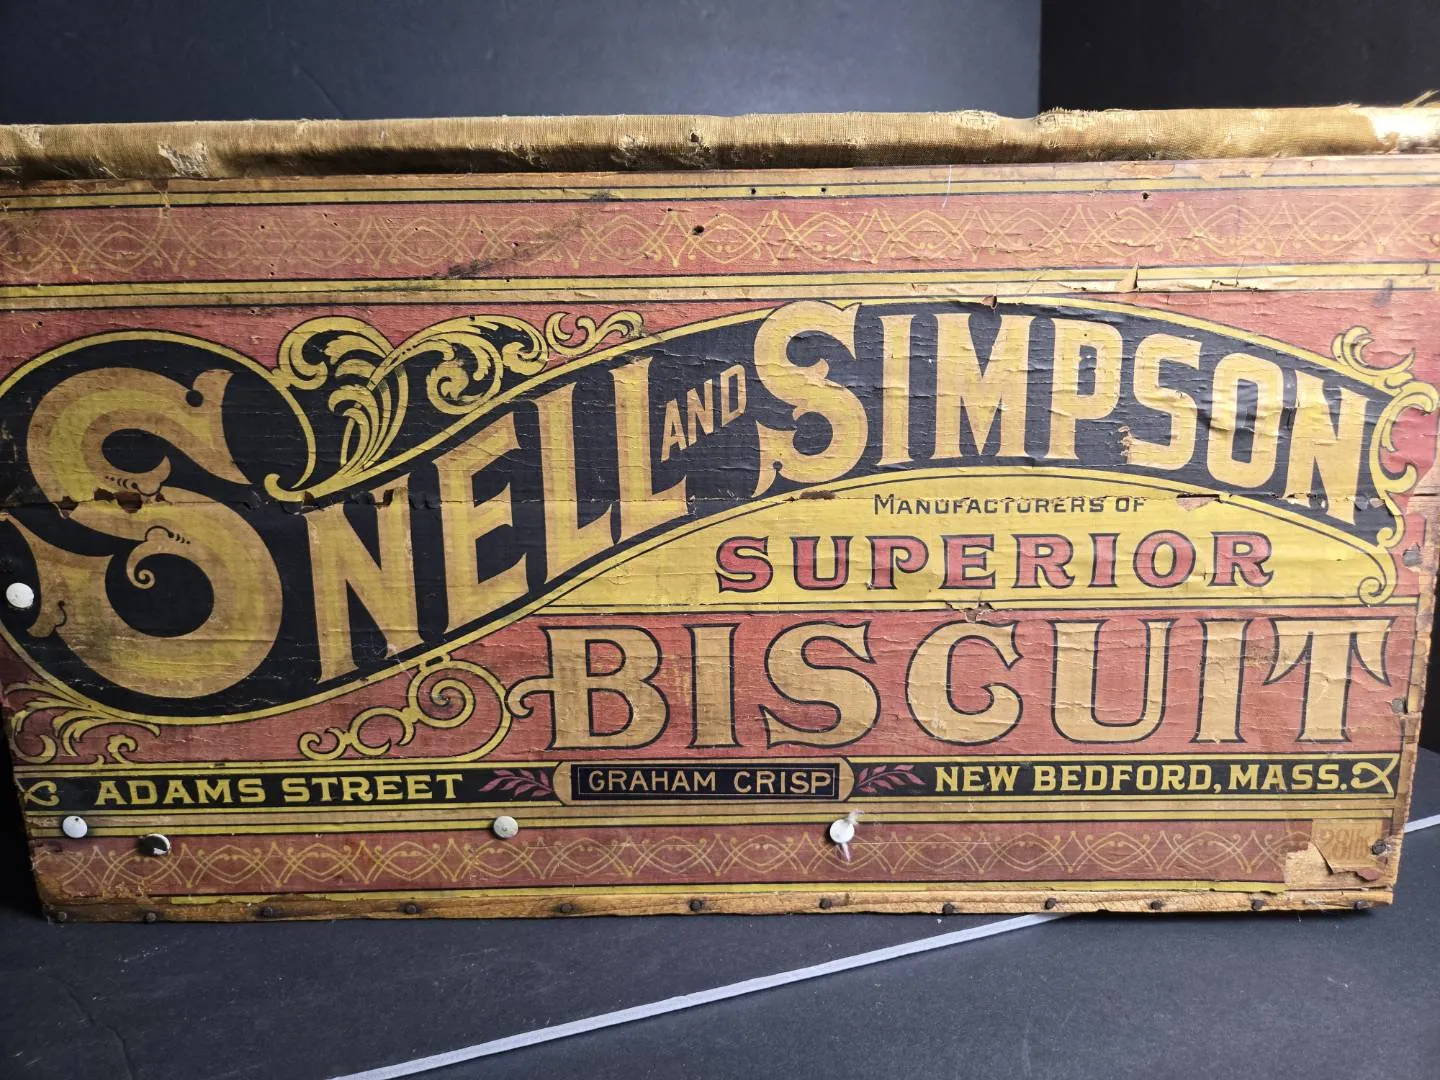 SNELL AND SIMPSON
MANUFACTURERS OF
SUPERIOR
BISCUIT
ADAMS STREET GRAHAM CRISP NEW BEDFORD, MASS.